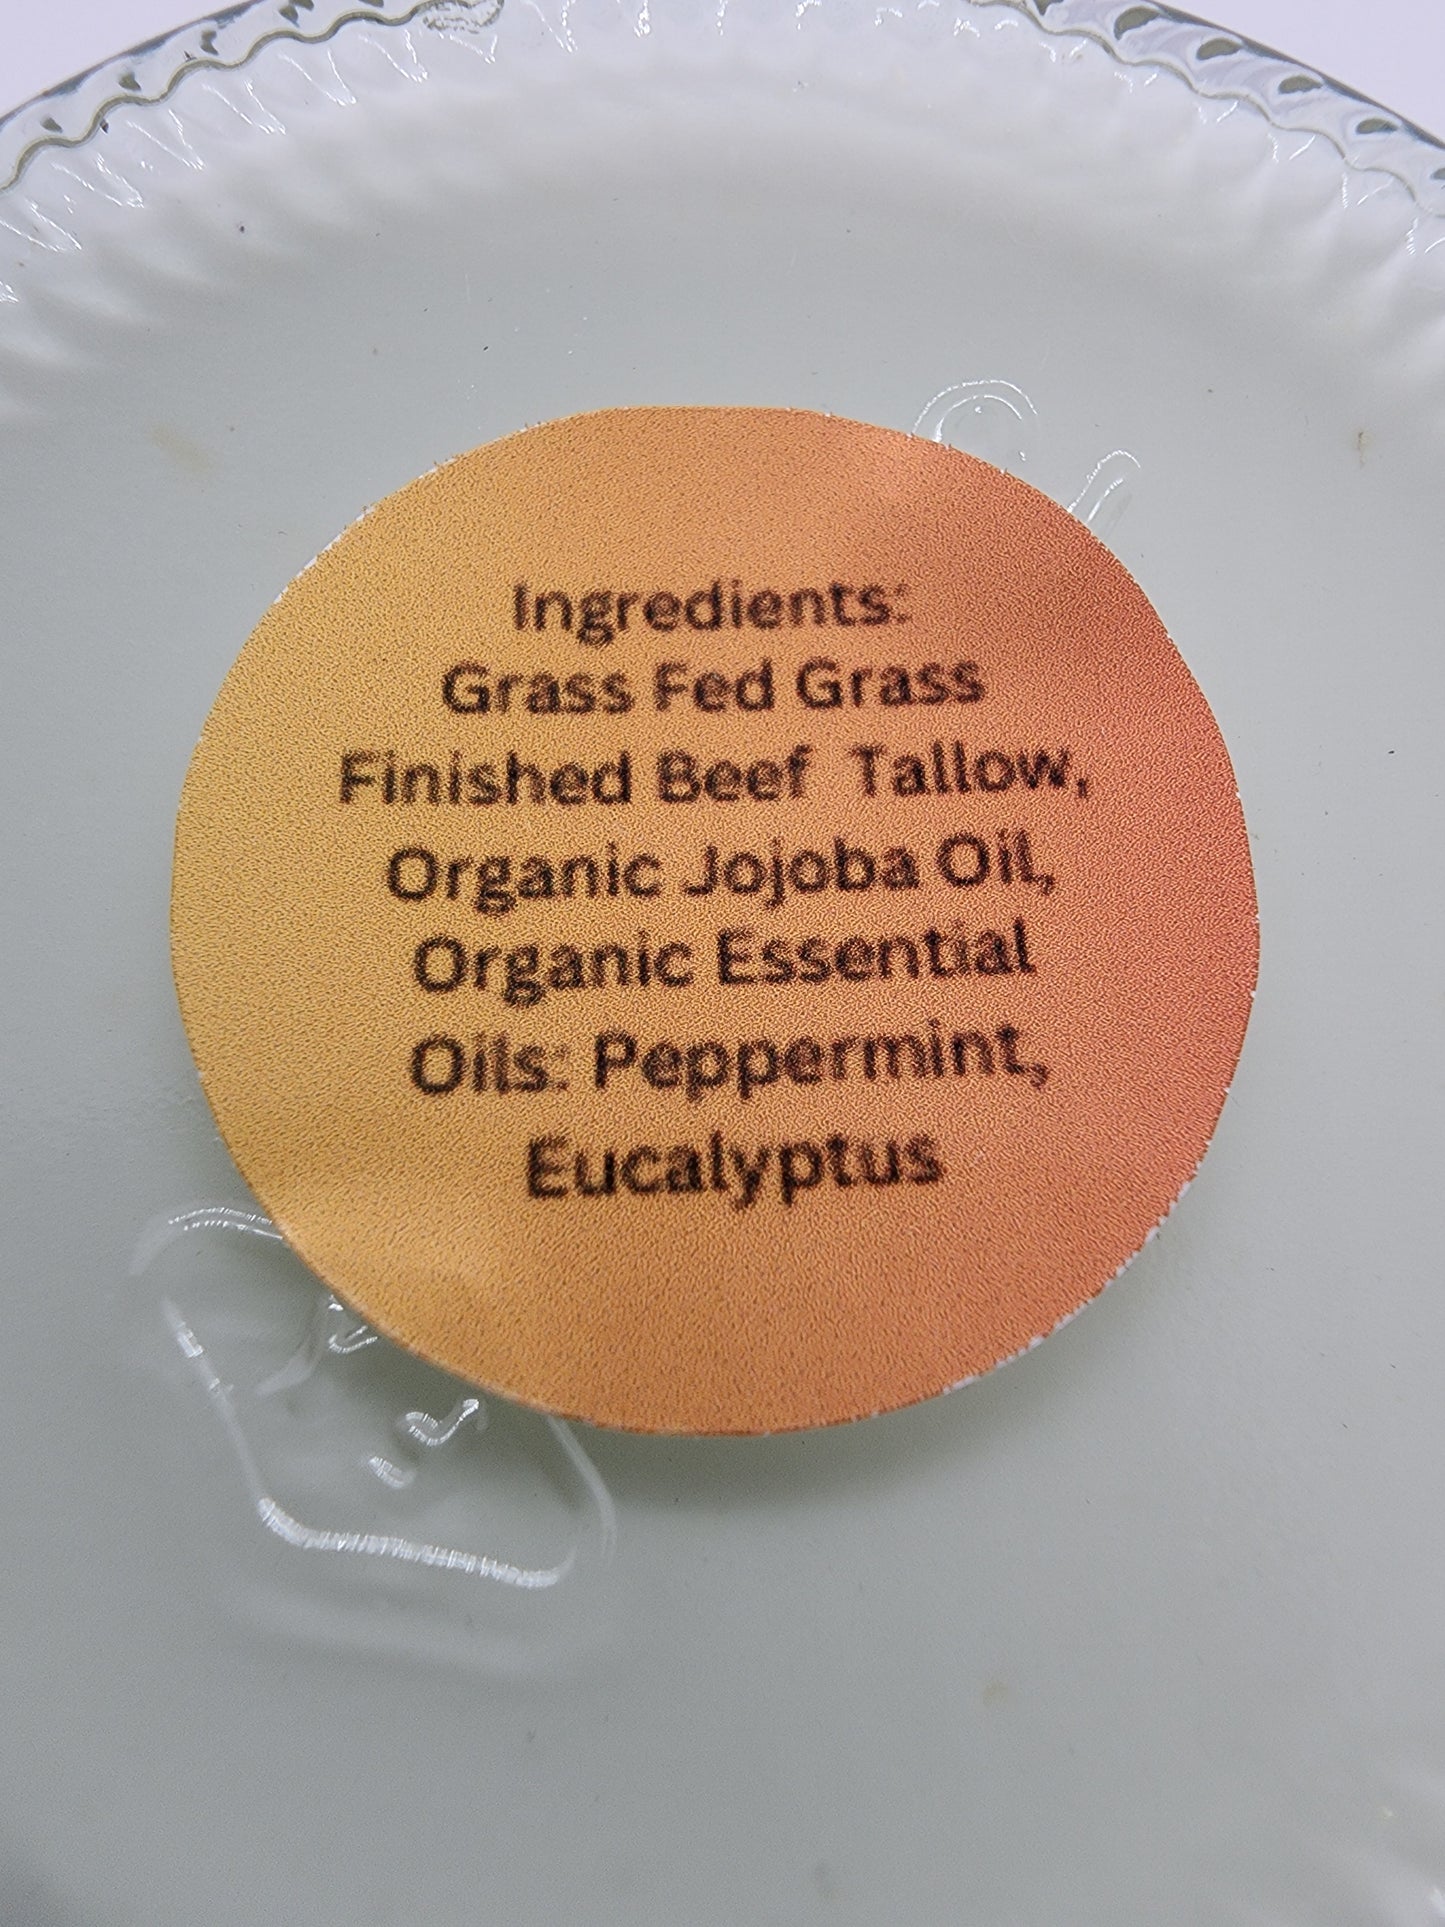 Ingredients:
Grass Fed Grass
Finished Beef Tallow,
Organic Jojoba Oil,
Organic Essential
Oils: Peppermint,
Eucalyptus